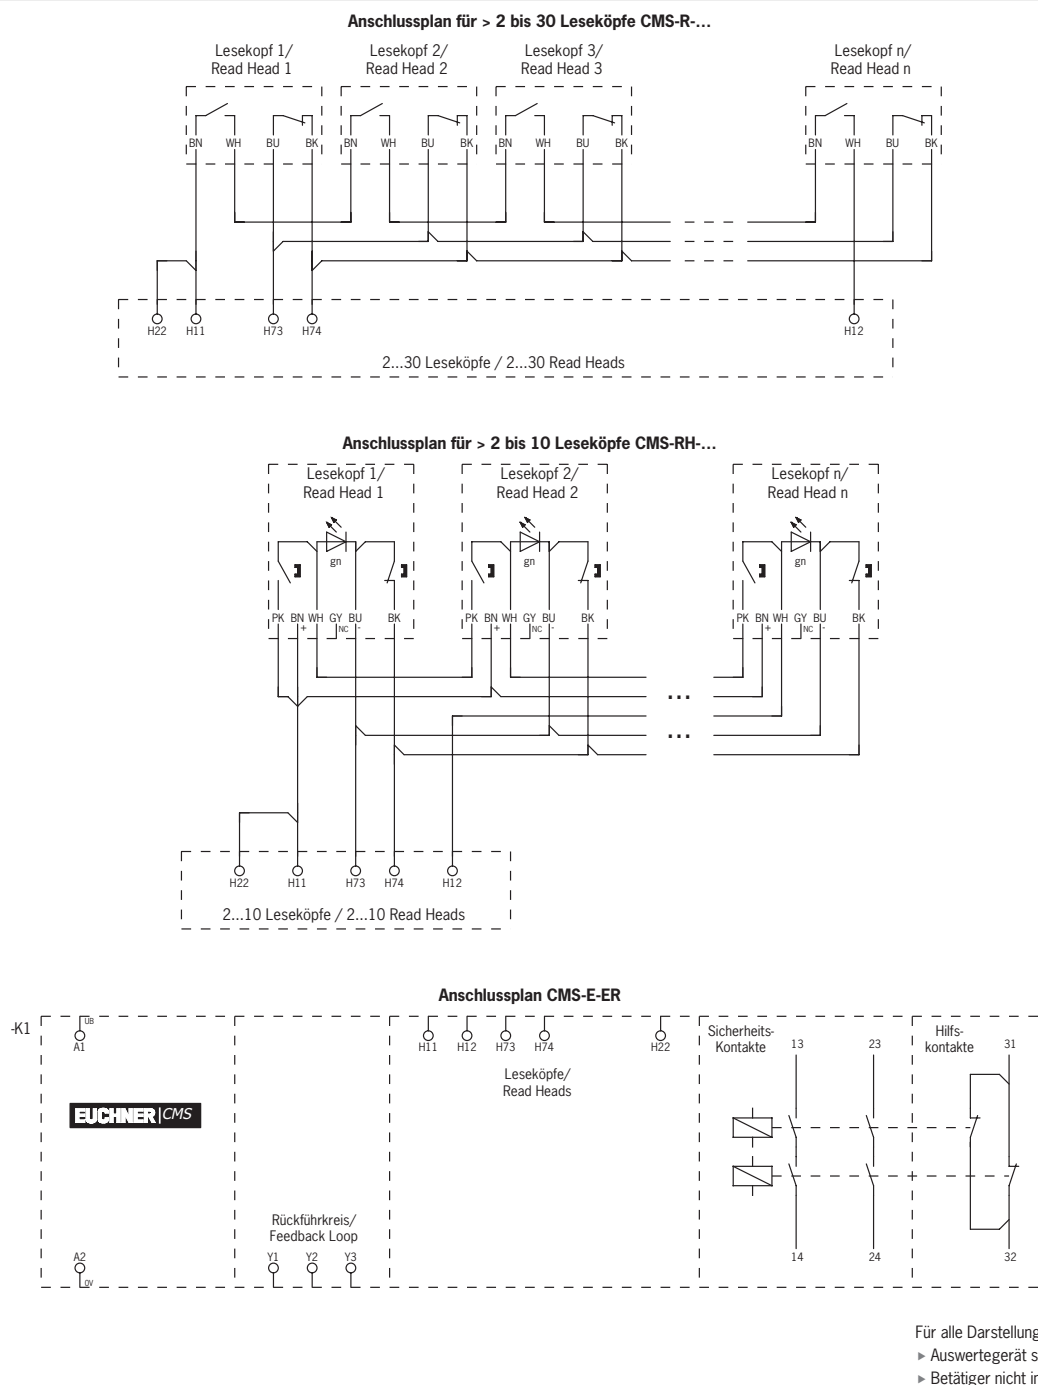 Anschlussplan für > 2 bis 30 Leseköpfe CMS-R-...
Lesekopf 1/
Read Head 1
Lesekopf 2/
Read Head 2
Lesekopf 3/
Read Head 3
Lesekopf n/
Read Head n
BN WH BU BK BN WH BU BK BN WH BU BK BN WH BU BK
H22 H11 H73 H74 H12
2...30 Leseköpfe / 2...30 Read Heads
Anschlussplan für > 2 bis 10 Leseköpfe CMS-RH-...
Lesekopf 1/
Read Head 1
Lesekopf 2/
Read Head 2
Lesekopf n/
Read Head n
gn gn gn
PK BN WH GY BU BK PK BN WH GY BU BK PK BN WH GY BU BK
+ NC - + NC - + NC -
... 
...
H22 H11 H73 H74 H12
2...10 Leseköpfe / 2...10 Read Heads
Anschlussplan CMS-E-ER
-K1
UB
A1
H11 H12 H73 H74 H22
Leseköpfe/
Read Heads
Sicherheits-
Kontakte
13 23
Hilfs-
kontakte
31
EUCHNER|CMS
Rückführkreis/
Feedback Loop
A2
0V
Y1 Y2 Y3
14 24 32
Für alle Darstellung
▸ Auswertegerät s
▸ Betätiger nicht ir